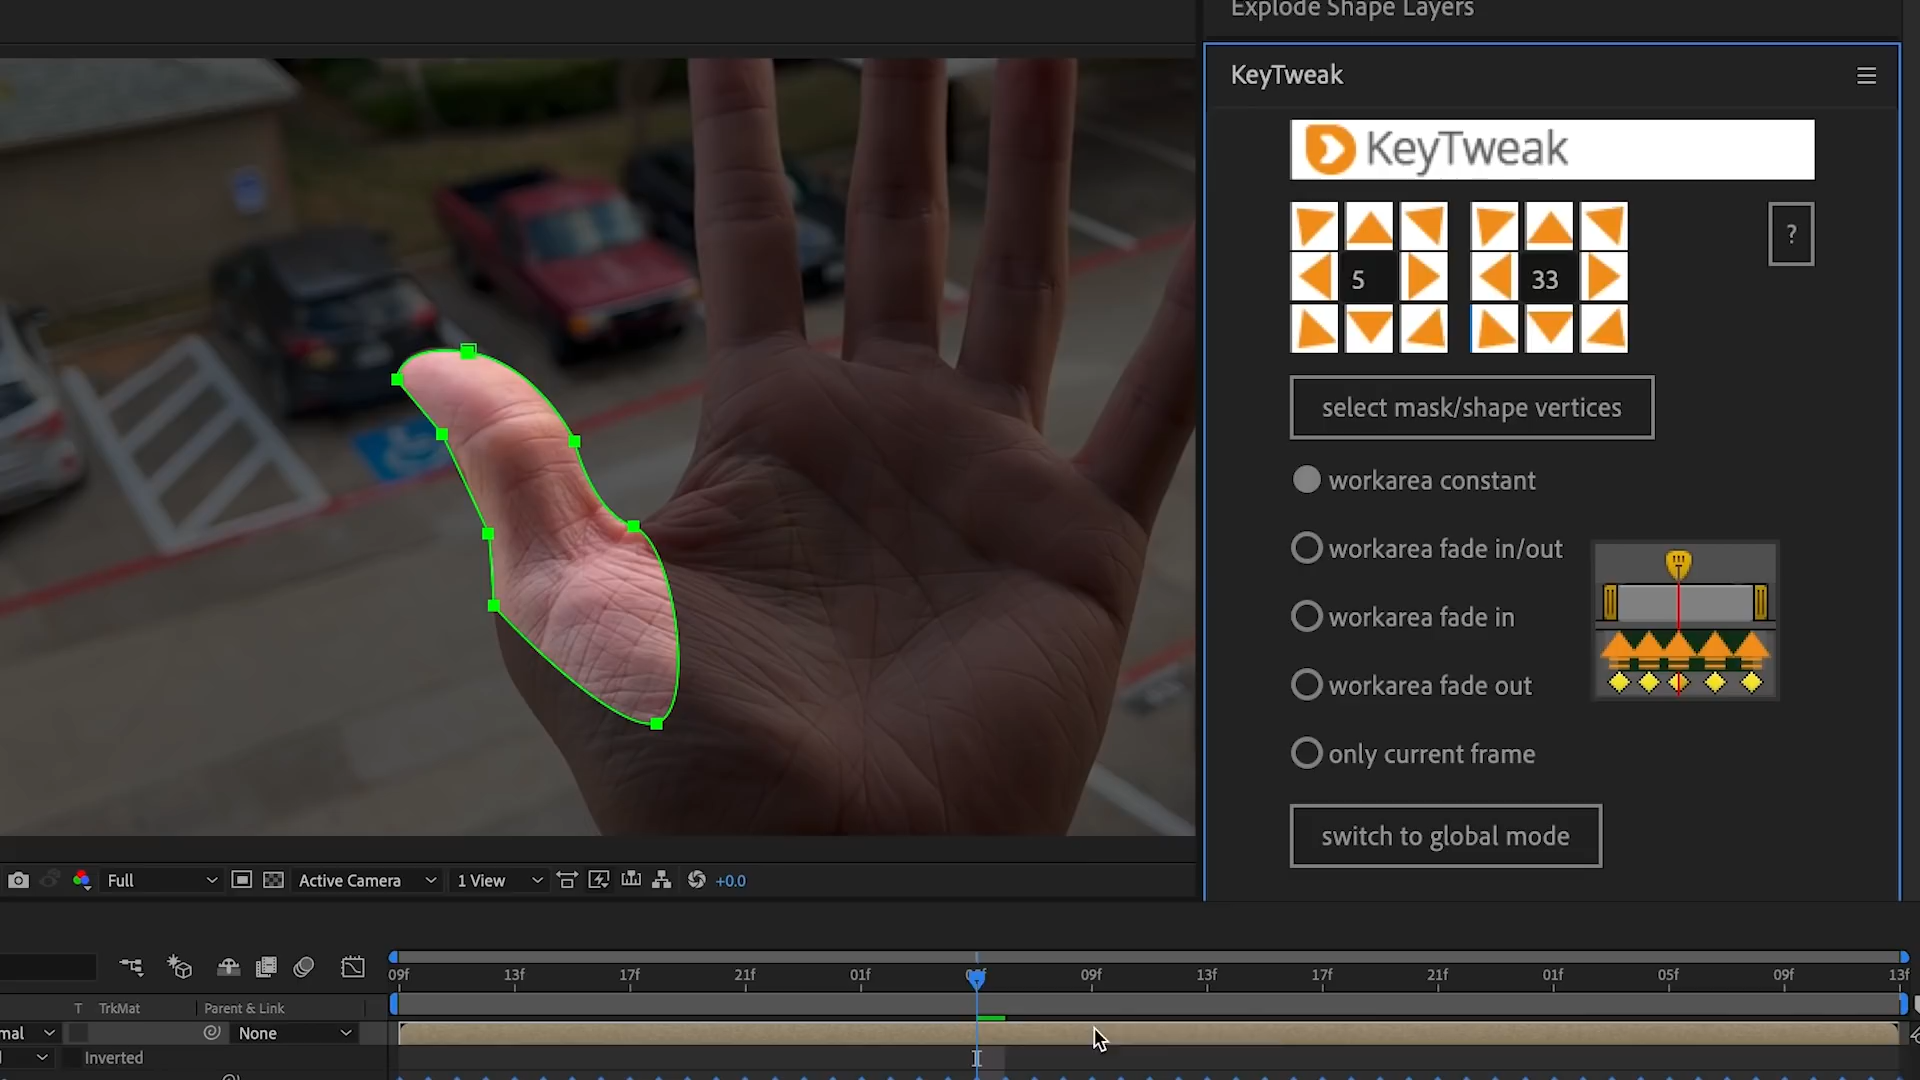 Explode Shape Layers
KeyTweak
KeyTweak
5
33
?
select mask/shape vertices
workarea constant
workarea fade in/out
workarea fade in
workarea fade out
only current frame
switch to global mode
Full
Active Camera
1 View
+0.0
09f 13f 17f 21f 01f 09f 13f 17f 21f 01f 05f 09f 13f
T TrkMat Parent & Link
mal None
Inverted